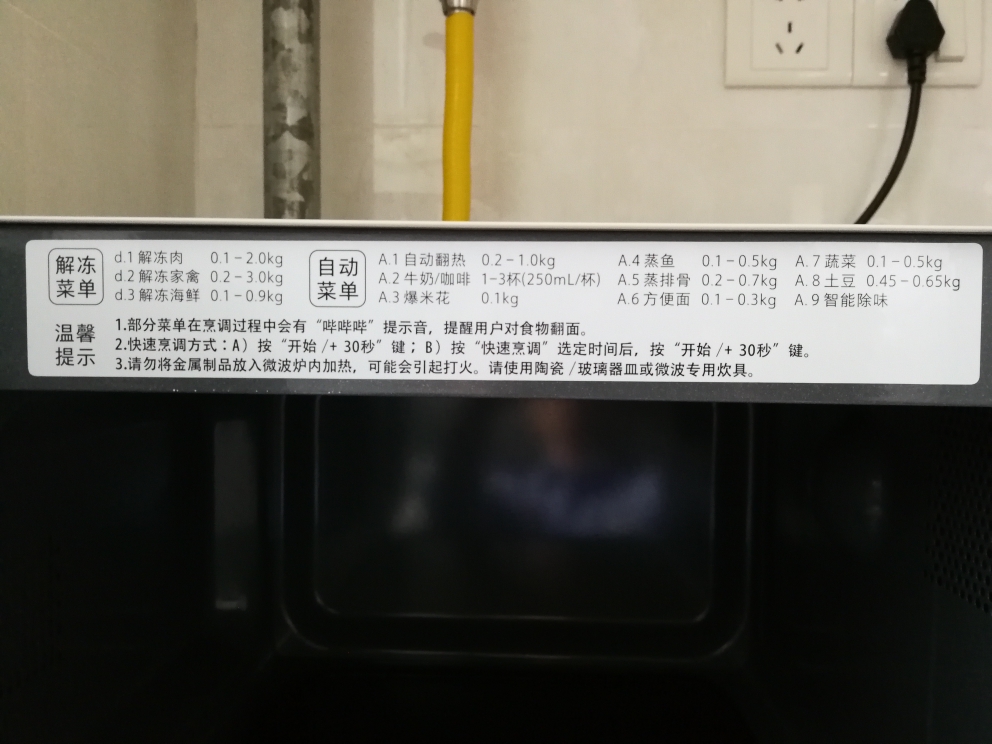 解冻菜单
d.1 解冻肉 0.1-2.0kg
d.2 解冻家禽 0.2-3.0kg
d.3 解冻海鲜 0.1-0.9kg
自动菜单
A.1 自动翻热 0.2-1.0kg
A.2 牛奶/咖啡 1-3杯(250mL/杯)
A.3 爆米花 0.1kg
A.4 蒸鱼 0.1-0.5kg
A.5 蒸排骨 0.2-0.7kg
A.6 方便面 0.1-0.3kg
A.7 蔬菜 0.1-0.5kg
A.8 土豆 0.45-0.65kg
A.9 智能除味
温馨提示
1.部分菜单在烹调过程中会有“哔哔哔”提示音，提醒用户对食物翻面。
2.快速烹调方式：A）按“开始/+ 30秒”键；B）按“快速烹调”选定时间后，按“开始/+ 30秒”键。
3.请勿将金属制品放入微波炉内加热，可能会引起打火。请使用陶瓷/玻璃器皿或微波专用炊具。